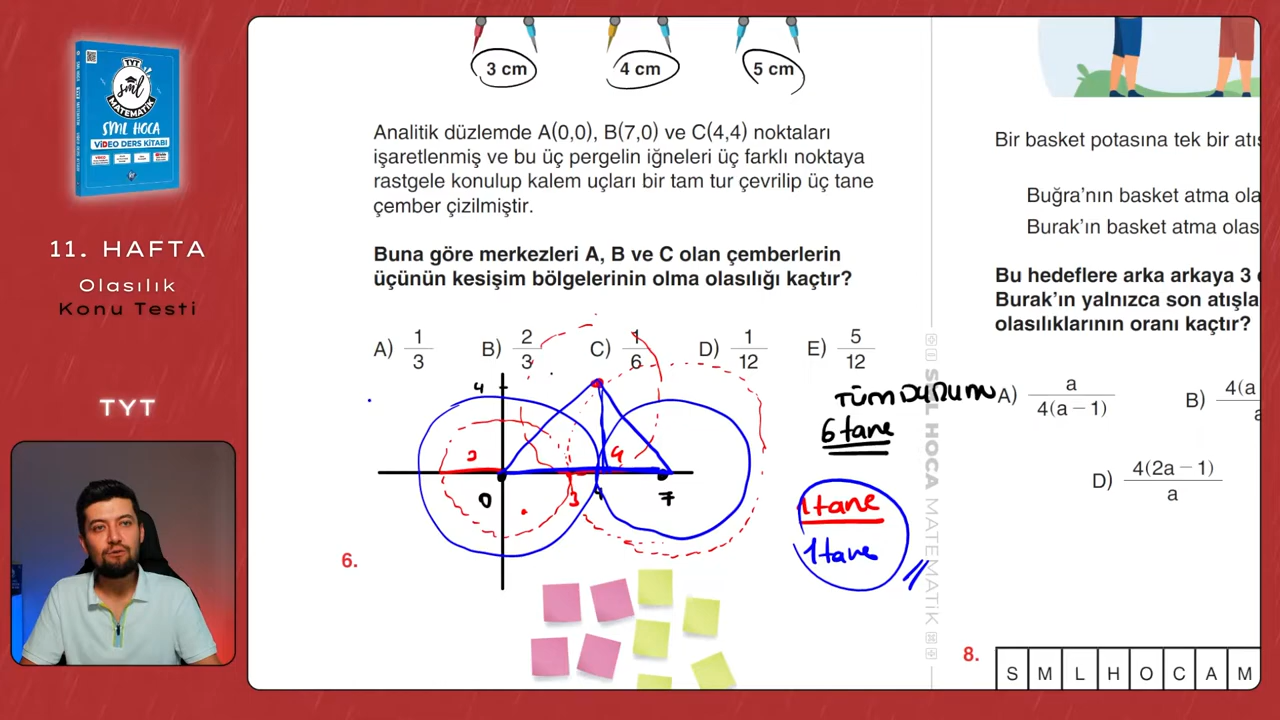 TYT
sml
MATEMATİK
SML HOCA
VİDEO DERS KİTABI
11. HAFTA
Olasılık
Konu Testi
TYT
3 cm
4 cm
5 cm
Analitik düzlemde A(0,0), B(7,0) ve C(4,4) noktaları
işaretlenmiş ve bu üç pergelin iğneleri üç farklı noktaya
rastgele konulup kalem uçları bir tam tur çevrilip üç tane
çember çizilmiştir.
Buna göre merkezleri A, B ve C olan çemberlerin
üçünün kesişim bölgelerinin olma olasılığı kaçtır?
A) 1/3 B) 2/3 C) 1/6 D) 1/12 E) 5/12
4
3
4
0
3
4
7
TÜM DURUM
6 tane
1 tane
1 tane
6.
SML HOCA MATEMATİK
Bir basket potasına tek bir atış
Buğra'nın basket atma ola
Burak'ın basket atma olas
Bu hedeflere arka arkaya 3
Burak'ın yalnızca son atışla
olasılıklarının oranı kaçtır?
A) a/4(a − 1) B) 4(a
D) 4(2a − 1)/a
8.
S M L H O C A M